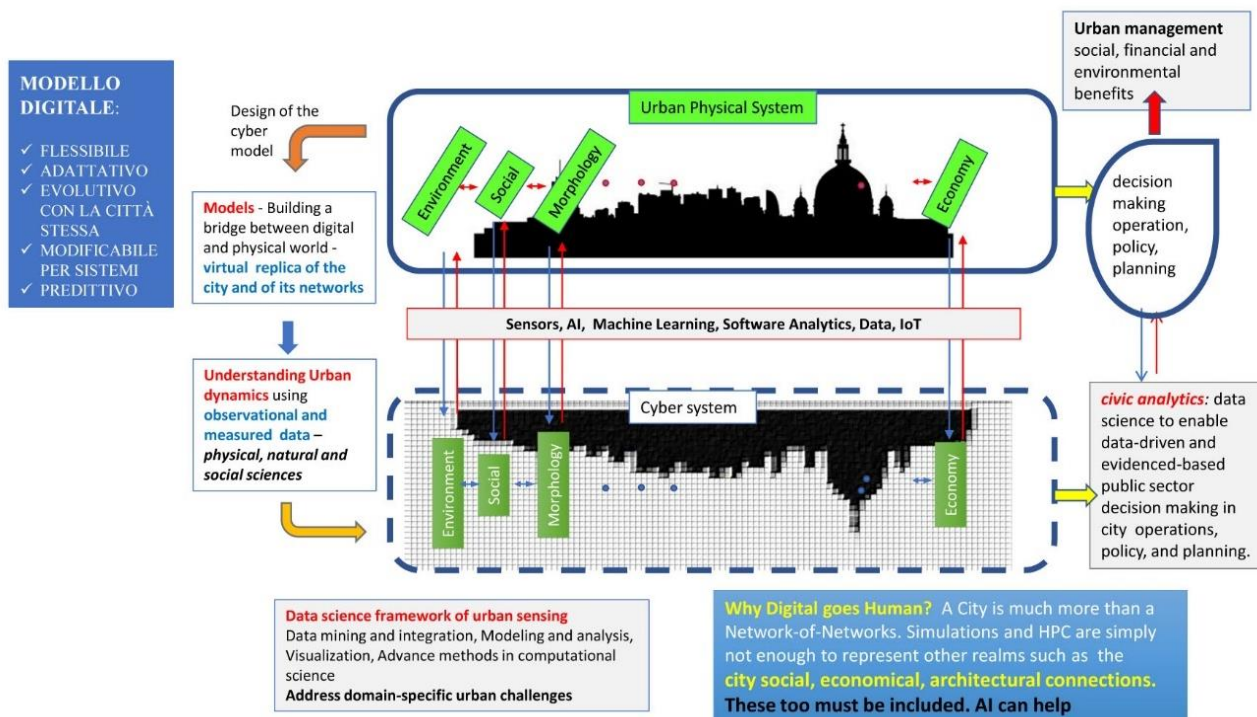 MODELLO
DIGITALE:
✓ FLESSIBILE
✓ ADATTATIVO
✓ EVOLUTIVO
CON LA CITTÀ
STESSA
✓ MODIFICABILE
PER SISTEMI
✓ PREDITTIVO
Design of the
cyber
model
Models - Building a
bridge between digital
and physical world -
virtual replica of the
city and of its networks
Understanding Urban
dynamics using
observational and
measured data –
physical, natural and
social sciences
Urban Physical System
Environment
Social
Morphology
Economy
Sensors, AI, Machine Learning, Software Analytics, Data, IoT
Cyber system
Environment
Social
Morphology
Economy
Urban management
social, financial and
environmental
benefits
decision
making
operation,
policy,
planning
civic analytics: data
science to enable
data-driven and
evidenced-based
public sector
decision making in
city operations,
policy, and planning.
Data science framework of urban sensing
Data mining and integration, Modeling and analysis,
Visualization, Advance methods in computational
science
Address domain-specific urban challenges
Why Digital goes Human? A City is much more than a
Network-of-Networks. Simulations and HPC are simply
not enough to represent other realms such as the
city social, economical, architectural connections.
These too must be included. AI can help